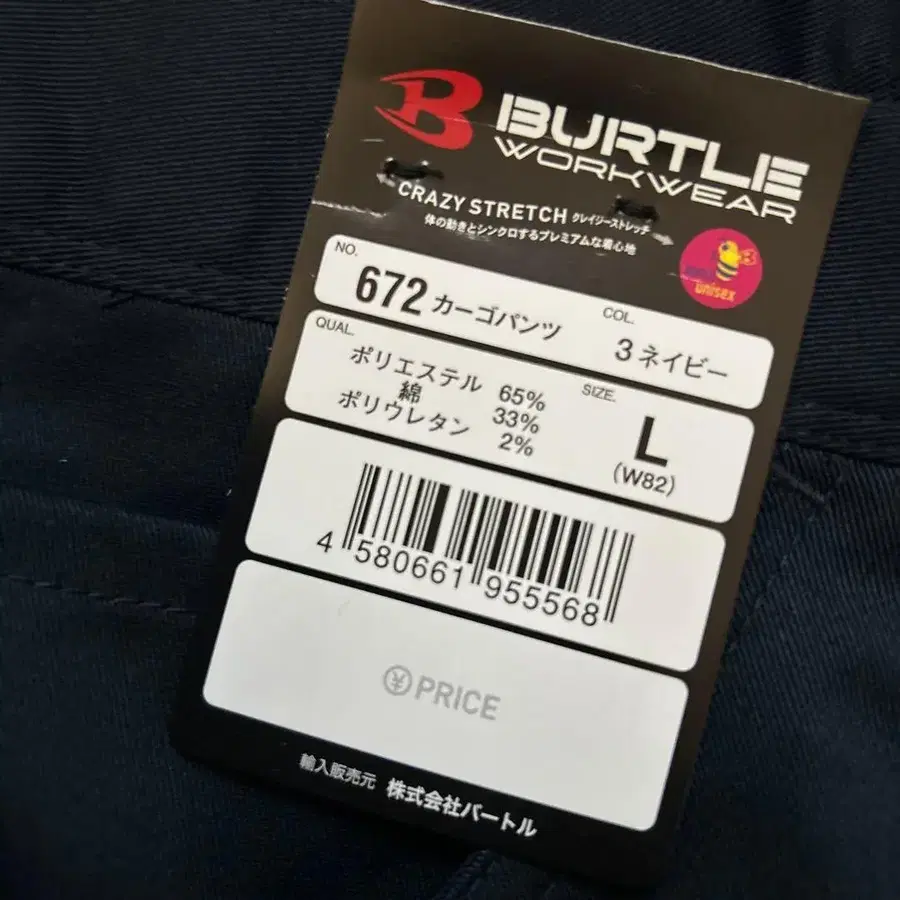 B BURTLE
WORKWEAR
CRAZY STRETCH クレイジーストレッチ
体の動きとシンクロするプレミアムな着心地
unisex
NO.
672 カーゴパンツ
COL.
3 ネイビー
QUAL.
ポリエステル 65%
綿 33%
ポリウレタン 2%
SIZE.
L
(W82)
4 580661 955568
¥ PRICE
輸入販売元 株式会社バートル